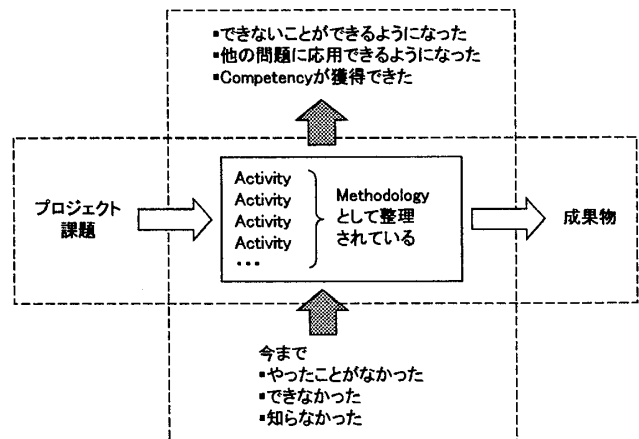 ▪できないことができるようになった
▪他の問題に応用できるようになった
▪Competencyが獲得できた
プロジェクト
課題
Activity
Activity
Activity
Activity
・・・
Methodology
として整理
されている
成果物
今まで
▪やったことがなかった
▪できなかった
▪知らなかった